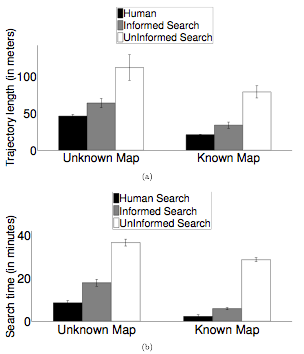 Human
Informed Search
UnInformed Search
Trajectory length (in meters)
100
50
0
Unknown Map
Known Map
(a)
Human Search
Informed Search
UnInformed Search
Search time (in minutes)
40
20
0
Unknown Map
Known Map
(b)